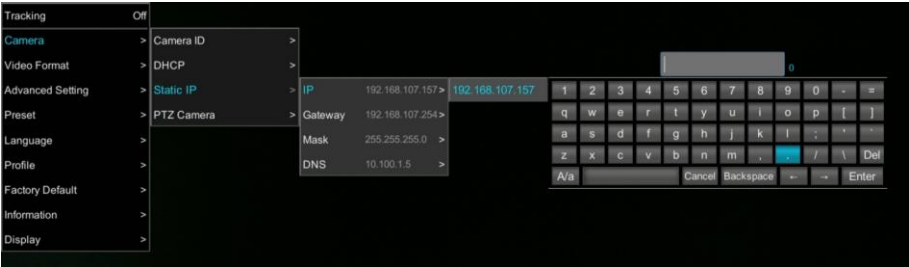 Tracking Off
Camera >
Video Format >
Advanced Setting >
Preset >
Language >
Profile >
Factory Default >
Information >
Display >
Camera ID >
DHCP >
Static IP >
PTZ Camera >
IP 192.168.107.157 >
Gateway 192.168.107.254 >
Mask 255.255.255.0 >
DNS 10.100.1.5 >
192.168.107.157
0
1 2 3 4 5 6 7 8 9 0 - =
q w e r t y u i o p [ ]
a s d f g h j k l ; ' `
z x c v b n m , . / \ Del
A/a Cancel Backspace ← → Enter